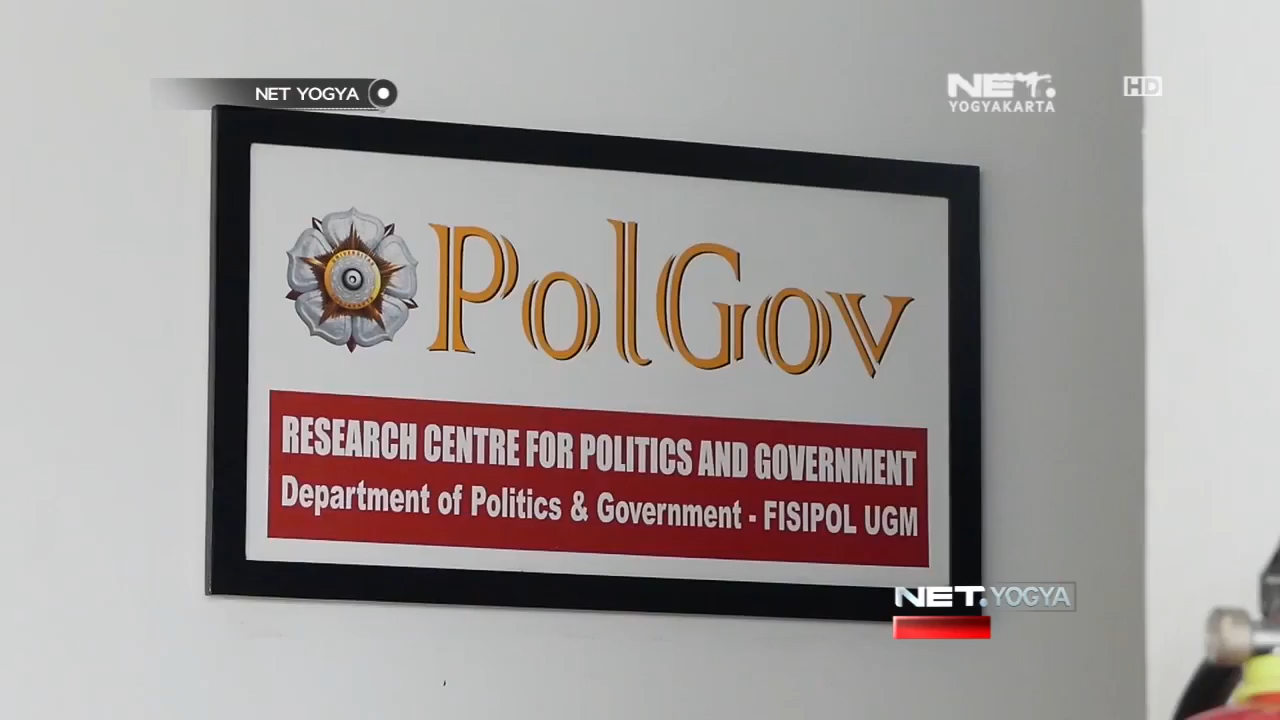 NET YOGYA
NET.
YOGYAKARTA
HD
PolGov
RESEARCH CENTRE FOR POLITICS AND GOVERNMENT
Department of Politics & Government - FISIPOL UGM
NET.YOGYA